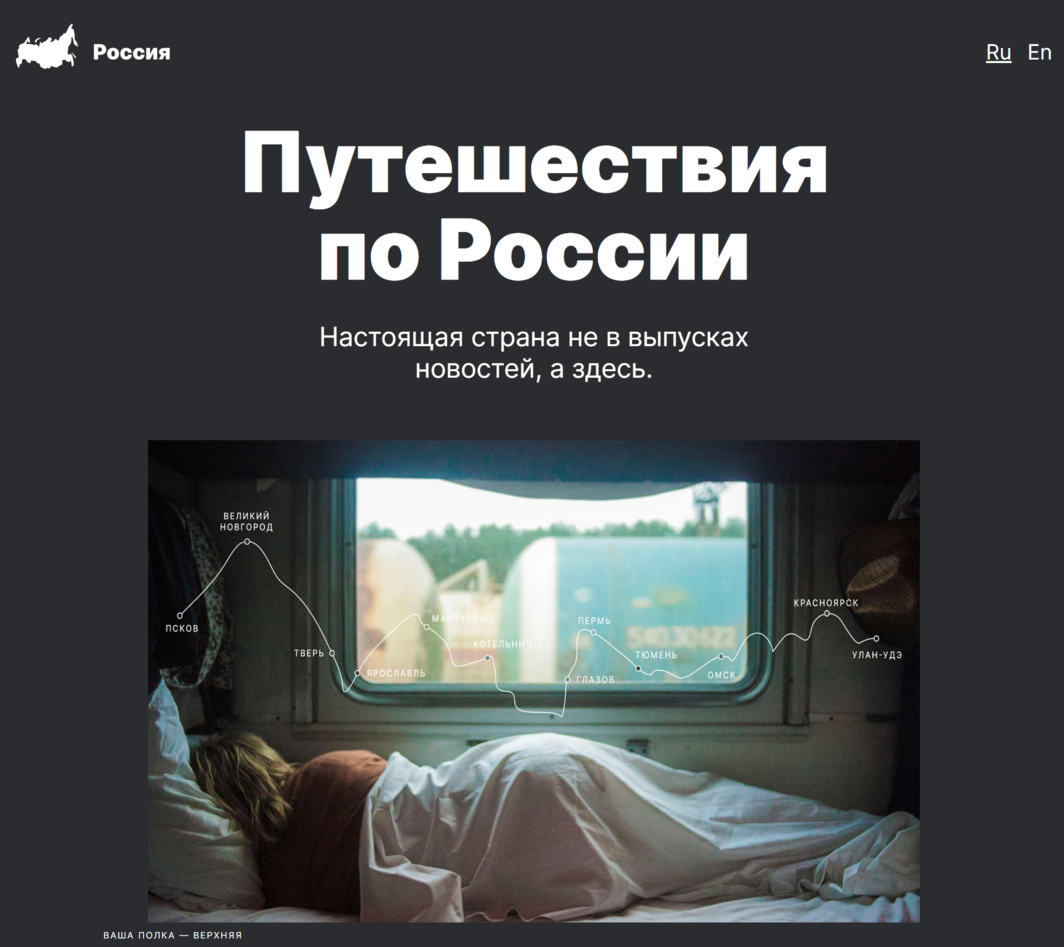 Россия
Ru En
Путешествия
по России
Настоящая страна не в выпусках
новостей, а здесь.
ВЕЛИКИЙ
НОВГОРОД
ПСКОВ
ТВЕРЬ
ЯРОСЛАВЛЬ
МАНТУРОВО
КОТЕЛЬНИЧ-1
ГЛАЗОВ
ПЕРМЬ
ТЮМЕНЬ
ОМСК
КРАСНОЯРСК
УЛАН-УДЭ
ВАША ПОЛКА — ВЕРХНЯЯ